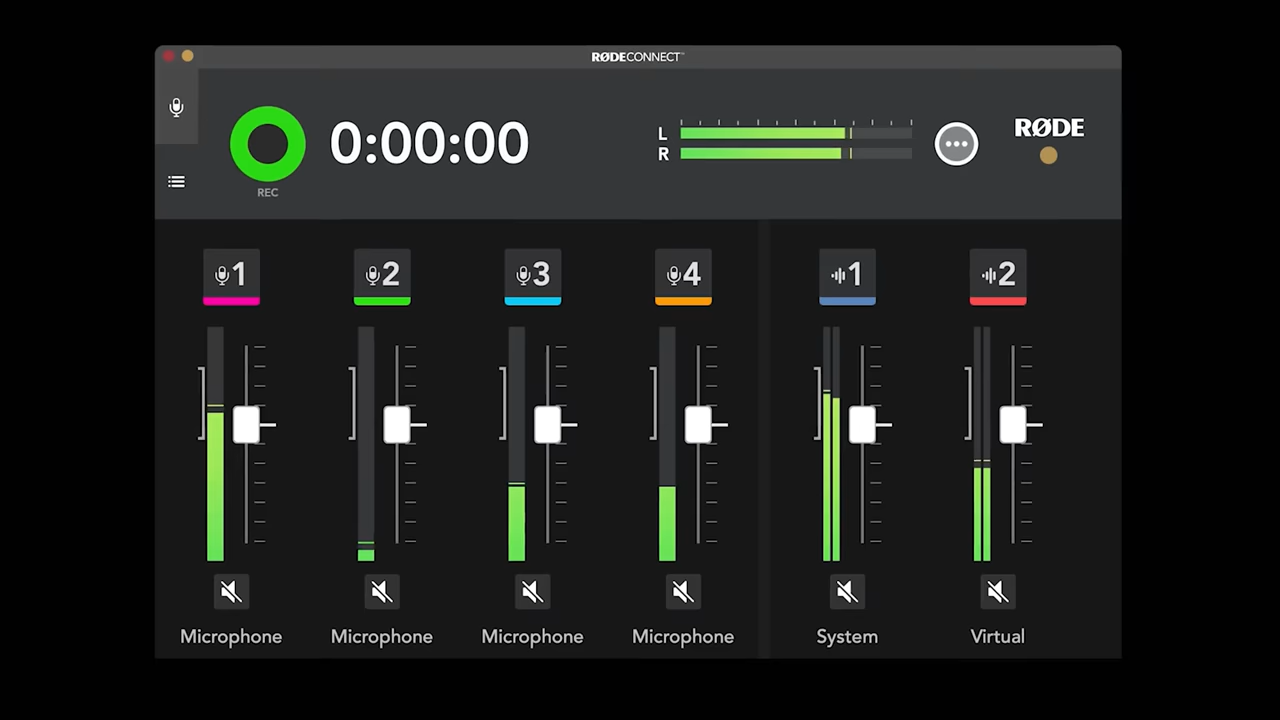 RØDECONNECT™
0:00:00
L
R
RØDE
REC
1
2
3
4
1
2
Microphone
Microphone
Microphone
Microphone
System
Virtual